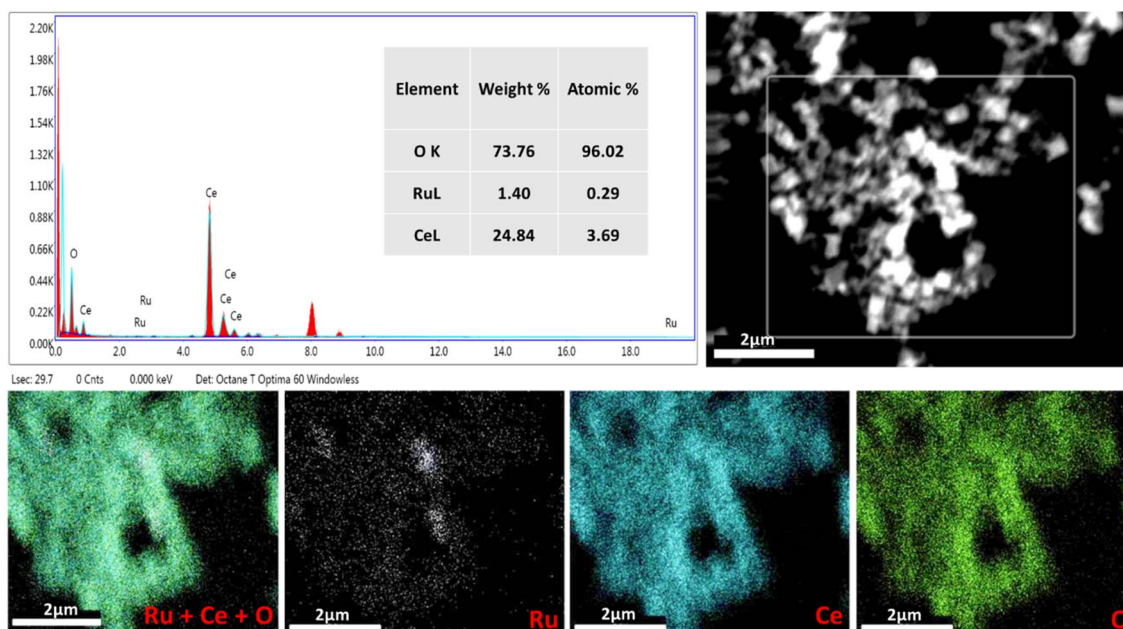 2.20K
1.98K
1.76K
1.54K
1.32K
1.10K
0.88K
0.66K
0.44K
0.22K
0.00K
0.0 2.0 4.0 6.0 8.0 10.0 12.0 14.0 16.0 18.0
O
Ce
Ru
Ru
Ce
Ce
Ce
Ce
Ru
Element Weight % Atomic %
O K 73.76 96.02
RuL 1.40 0.29
CeL 24.84 3.69
Lsec: 29.7 0 Cnts 0.000 keV Det: Octane T Optima 60 Windowless
2µm
2µm Ru + Ce + O
2µm Ru
2µm Ce
2µm O